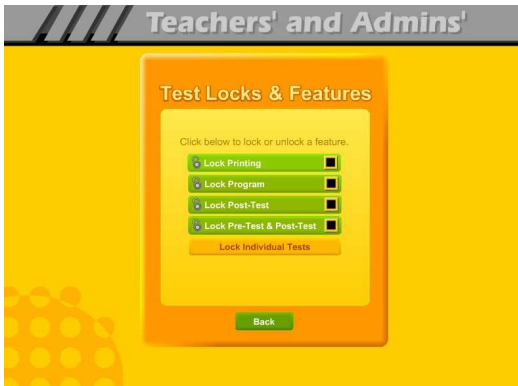 Teachers' and Admins'
Test Locks & Features
Click below to lock or unlock a feature.
Lock Printing
Lock Program
Lock Post-Test
Lock Pre-Test & Post-Test
Lock Individual Tests
Back